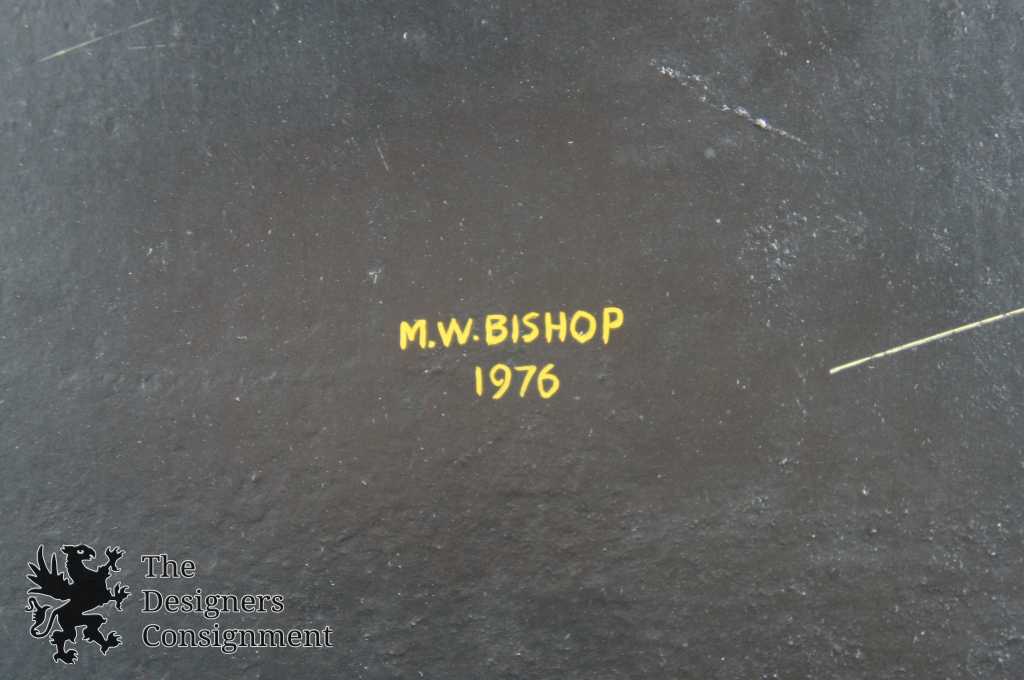 M.W. BISHOP
1976
The
Designers
Consignment